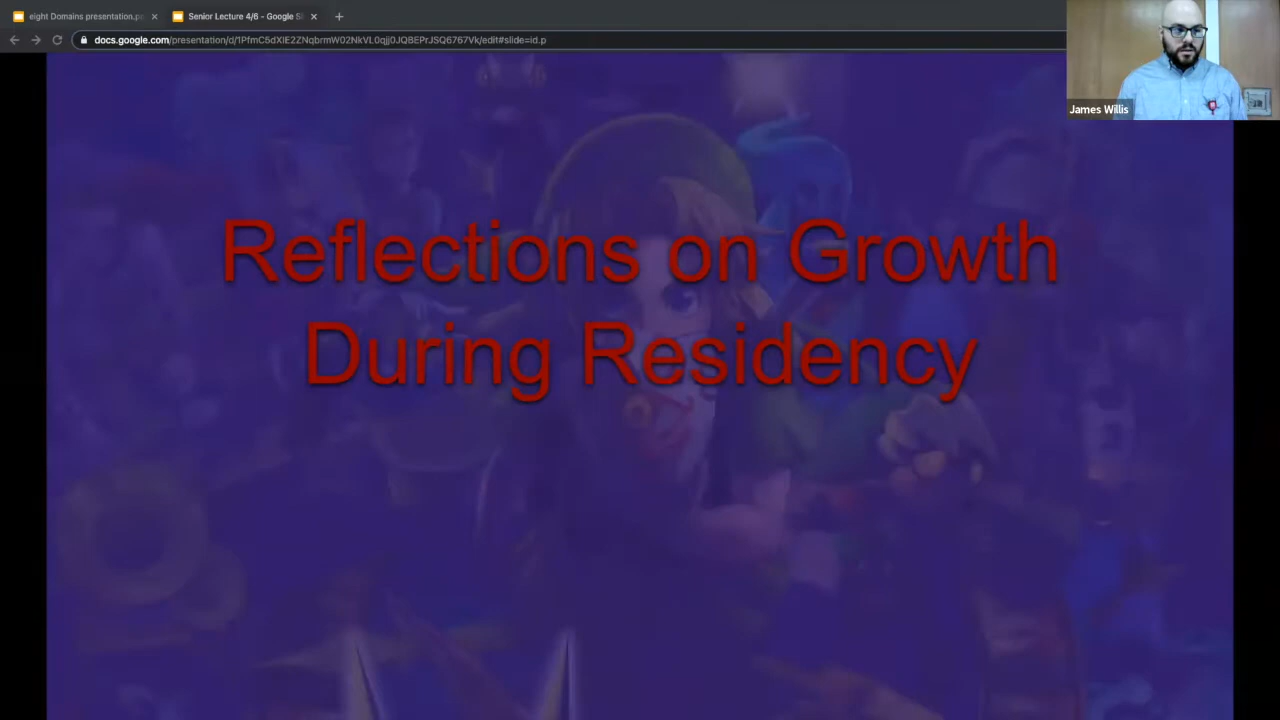 eight Domains presentation.p
Senior Lecture 4/6 - Google Sl
docs.google.com/presentation/d/1PfmC5dXlE2ZNqbrmW02NkVL0qjj0JQBEPrJSQ6767Vk/edit#slide=id.p
James Willis
Reflections on Growth
During Residency